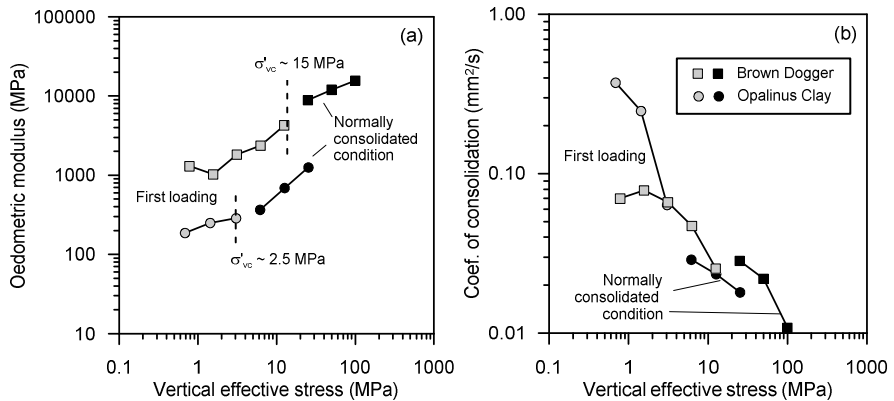 (a)
100000
10000
1000
100
10
0.1
1
10
100
1000
Oedometric modulus (MPa)
Vertical effective stress (MPa)
σ'vc ~ 15 MPa
Normally
consolidated
condition
First loading
σ'vc ~ 2.5 MPa
(b)
1.00
0.10
0.01
0.1
1
10
100
1000
Coef. of consolidation (mm²/s)
Vertical effective stress (MPa)
Brown Dogger
Opalinus Clay
First loading
Normally
consolidated
condition